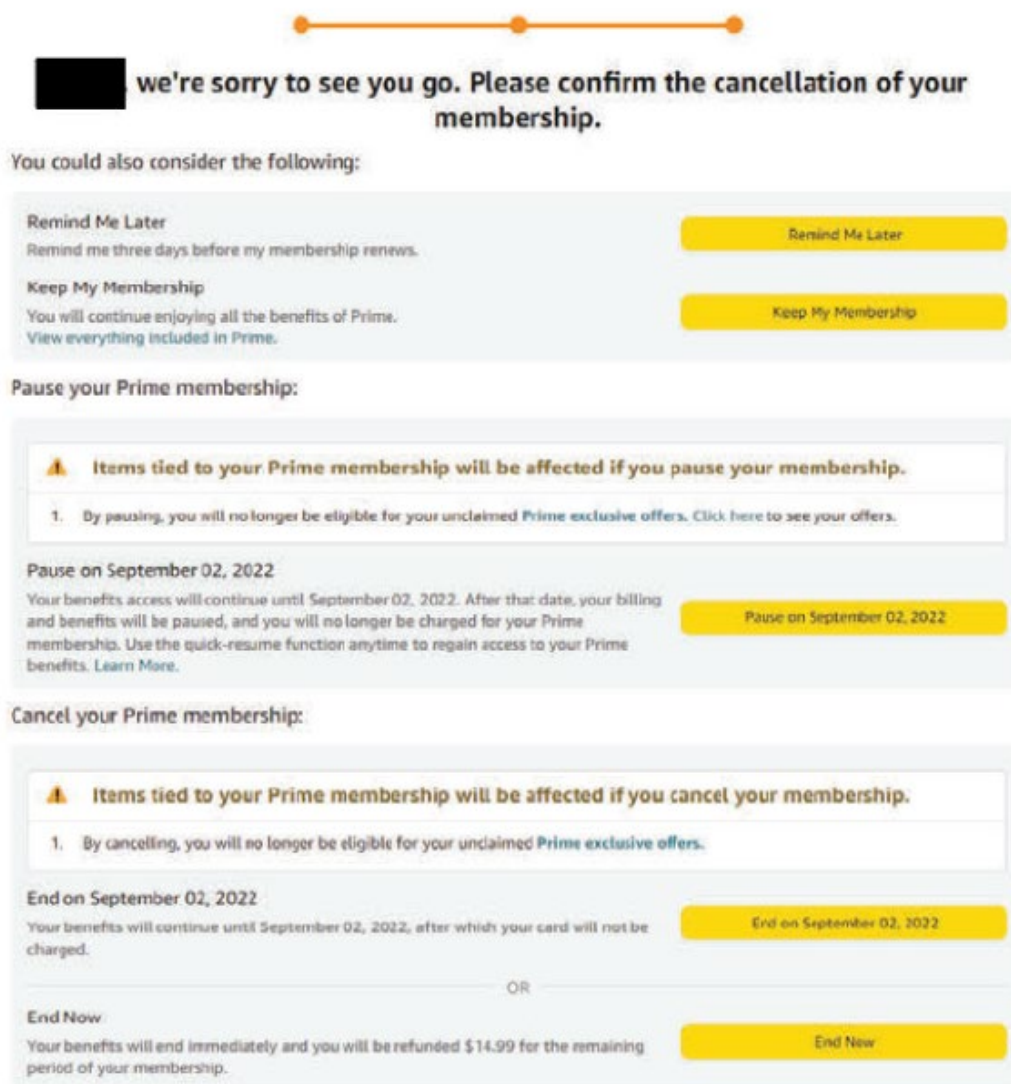 we're sorry to see you go. Please confirm the cancellation of your
membership.
You could also consider the following:
Remind Me Later
Remind Me Later
Remind me three days before my membership renews.
Keep My Membership
Keep My Membership
You will continue enjoying all the benefits of Prime.
View everything included in Prime.
Pause your Prime membership:
Items tied to your Prime membership will be affected if you pause your membership.
1. By pausing, you will no longer be eligible for your unclaimed Prime exclusive offers. Click here to see your offers.
Pause on September 02, 2022
Your benefits access will continue until September 02, 2022. After that date, your billing
and benefits will be paused, and you will no longer be charged for your Prime
Pause on September 02, 2022
membership. Use the quick-resume function anytime to regain access to your Prime
benefits. Learn More.
Cancel your Prime membership:
Items tied to your Prime membership will be affected if you cancel your membership.
1. By cancelling, you will no longer be eligible for your unclaimed Prime exclusive offers.
End on September 02, 2022
Your benefits will continue until September 02, 2022, after which your card will not be
End on September 02, 2022
charged.
OR
End Now
Your benefits will end immediately and you will be refunded $14.99 for the remaining
End Now
period of your membership.